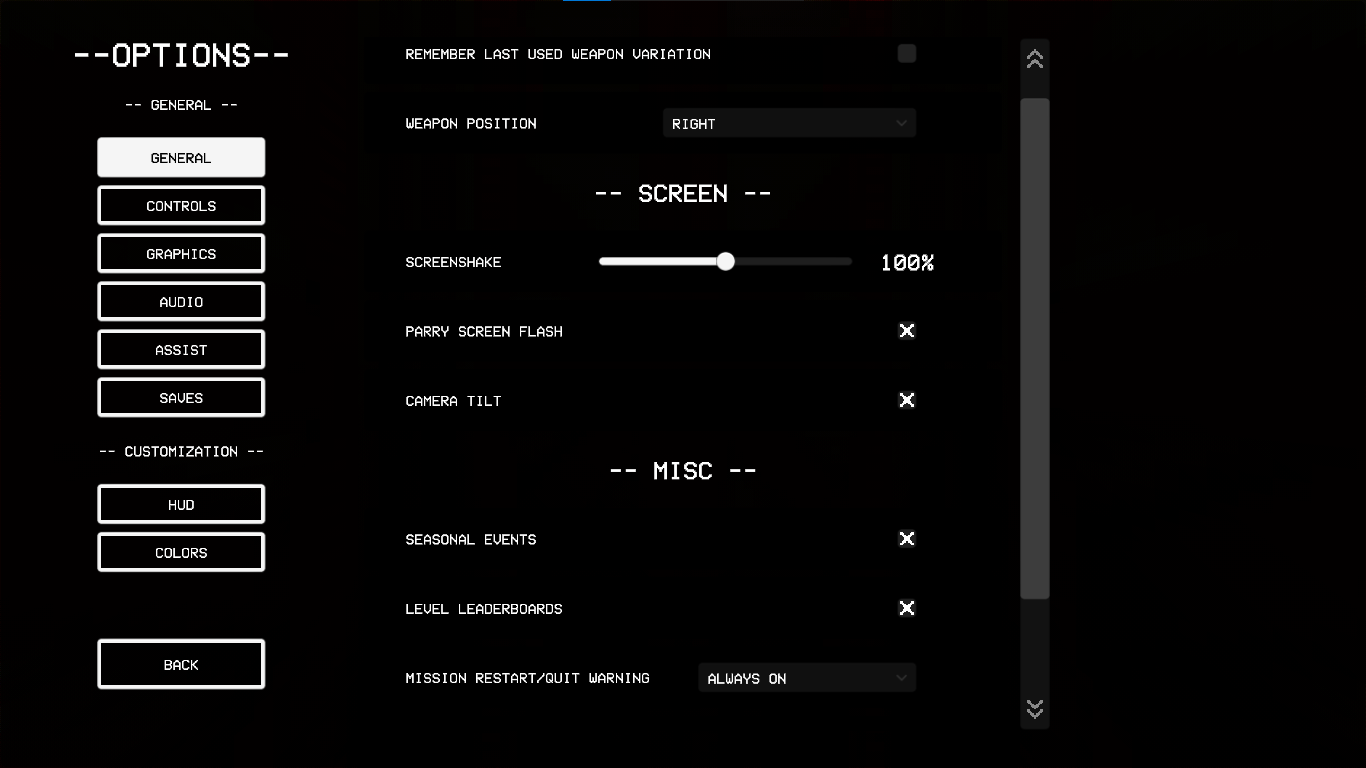 --OPTIONS--
-- GENERAL --
GENERAL
CONTROLS
GRAPHICS
AUDIO
ASSIST
SAVES
-- CUSTOMIZATION --
HUD
COLORS
BACK
REMEMBER LAST USED WEAPON VARIATION
WEAPON POSITION RIGHT
-- SCREEN --
SCREENSHAKE 100%
PARRY SCREEN FLASH
CAMERA TILT
-- MISC --
SEASONAL EVENTS
LEVEL LEADERBOARDS
MISSION RESTART/QUIT WARNING ALWAYS ON